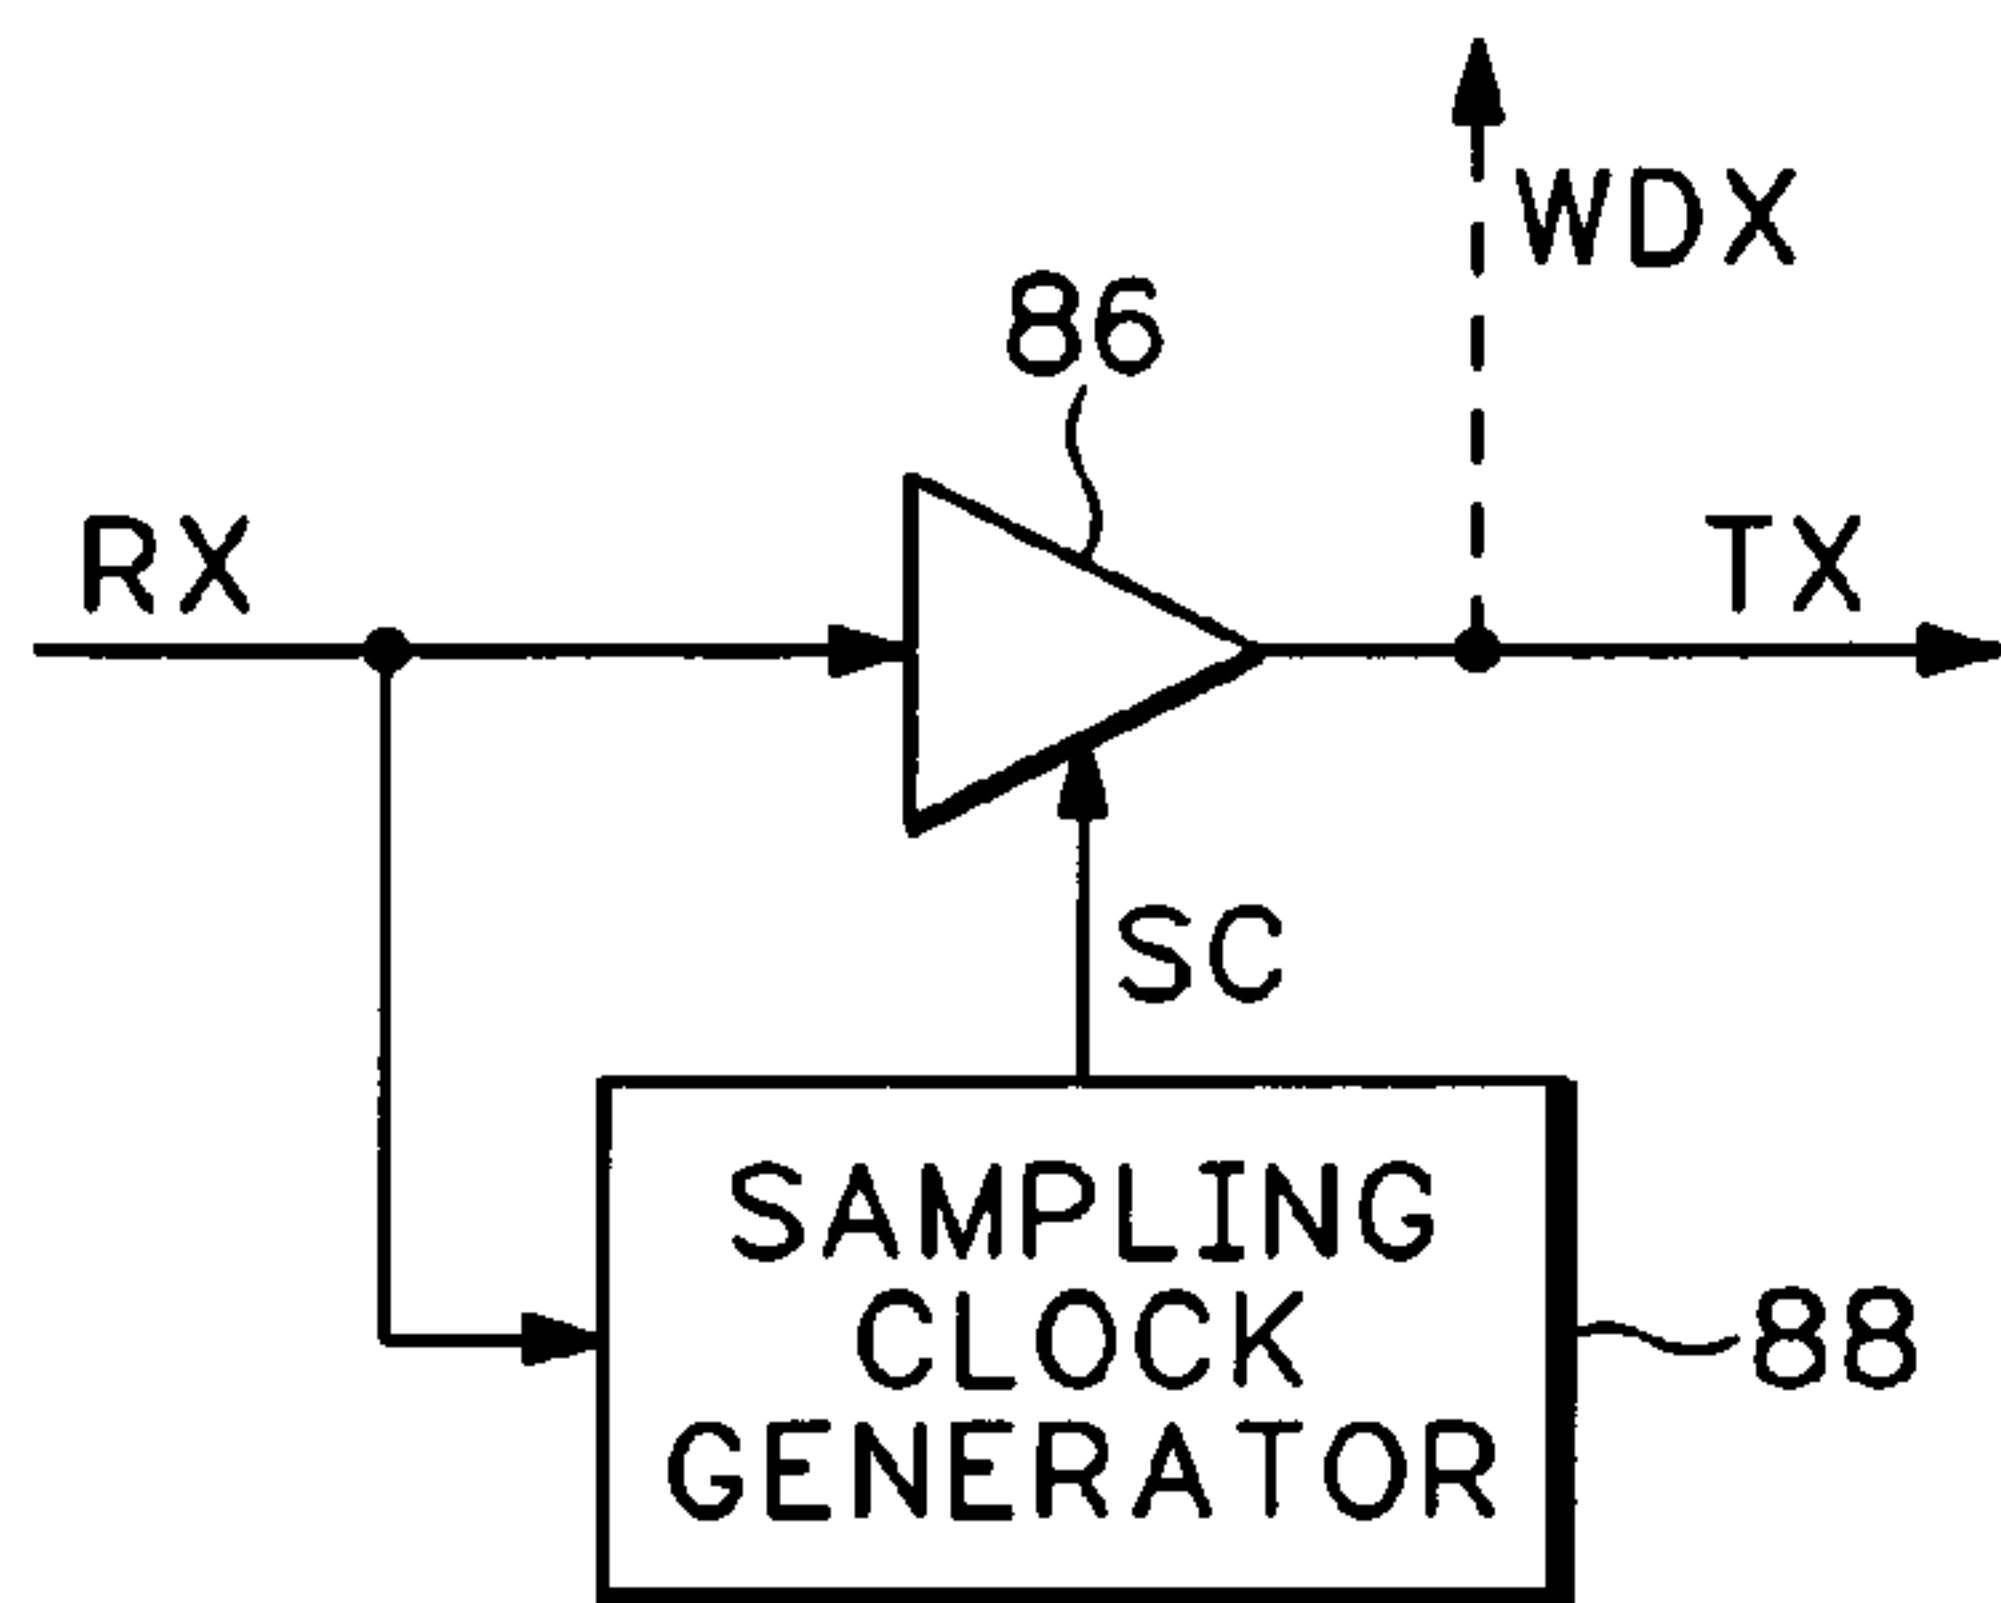 WDX
86
RX
TX
SC
SAMPLING
CLOCK
GENERATOR
88